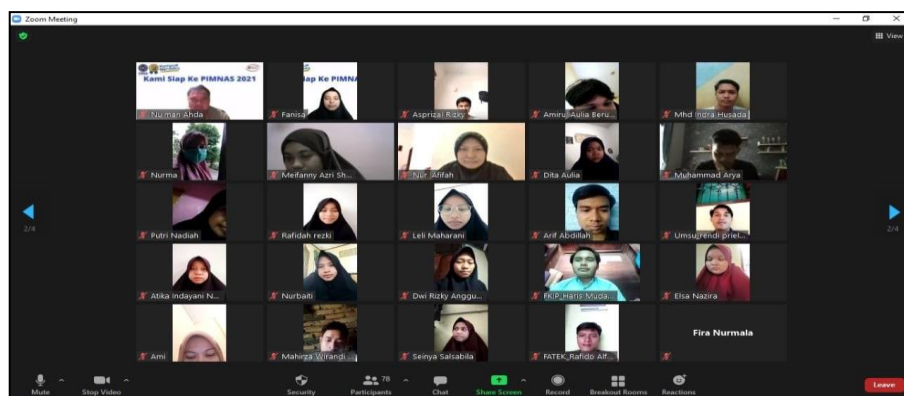 Zoom Meeting
View
Kami Siap Ke PIMNAS 2021
ap Ke PIMNA
Nu'man Ahda
Fanisa
Asprizal Rizky
Amirul Aulia Beru...
Mhd Indra Husada
Nurma
Meifanny Azri Sh...
Nur Afifah
Dita Aulia
Muhammad Arya
2/4
2/4
Putri Nadiah
Rafidah rezki
Leli Maharani
Arif Abdillah
Umsu_rendi priel...
Atika Indayani N...
Nurbaiti
Dwi Rizky Anggu...
FKIP_Haris Muda...
Elsa Nazira
Ami
Mahirza Wirandi ...
Seinya Salsabila
FATEK_Rafido Alf...
Fira Nurmala
Mute
Stop Video
Security
Participants
78
Chat
Share Screen
Record
Breakout Rooms
Reactions
Leave